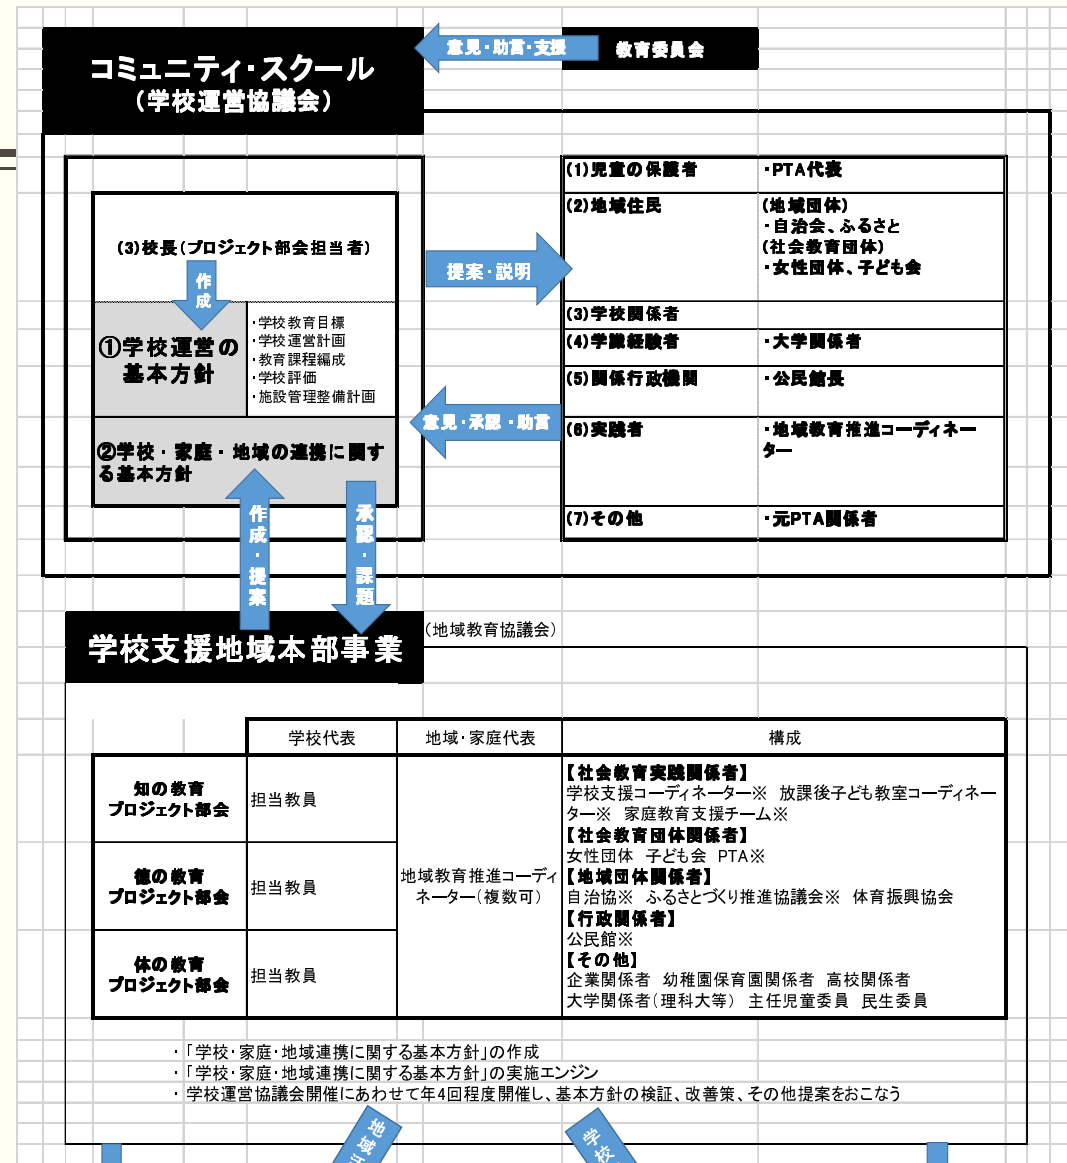 コミュニティ・スクール
(学校運営協議会)
意見・助言・支援
教育委員会
(3)校長(プロジェクト部会担当者)
作成
①学校運営の
基本方針
・学校教育目標
・学校運営計画
・教育課程編成
・学校評価
・施設管理整備計画
②学校・家庭・地域の連携に関す
る基本方針
提案・説明
意見・承認・助言
(1)児童の保護者
・PTA代表
(2)地域住民
(地域団体)
・自治会、ふるさと
(社会教育団体)
・女性団体、子ども会
(3)学校関係者
(4)学識経験者
・大学関係者
(5)関係行政機関
・公民館長
(6)実践者
・地域教育推進コーディネー
ター
(7)その他
・元PTA関係者
作成・提案
承認・課題
学校支援地域本部事業
(地域教育協議会)
学校代表
地域・家庭代表
構成
知の教育
プロジェクト部会
担当教員
徳の教育
プロジェクト部会
担当教員
体の教育
プロジェクト部会
担当教員
地域教育推進コーディ
ネーター(複数可)
【社会教育実践関係者】
学校支援コーディネーター※ 放課後子ども教室コーディネー
ター※ 家庭教育支援チーム※
【社会教育団体関係者】
女性団体 子ども会 PTA※
【地域団体関係者】
自治協※ ふるさとづくり推進協議会※ 体育振興協会
【行政関係者】
公民館※
【その他】
企業関係者 幼稚園保育園関係者 高校関係者
大学関係者(理科大等) 主任児童委員 民生委員
・「学校・家庭・地域連携に関する基本方針」の作成
・「学校・家庭・地域連携に関する基本方針」の実施エンジン
・学校運営協議会開催にあわせて年4回程度開催し、基本方針の検証、改善策、その他提案をおこなう
地域
学校